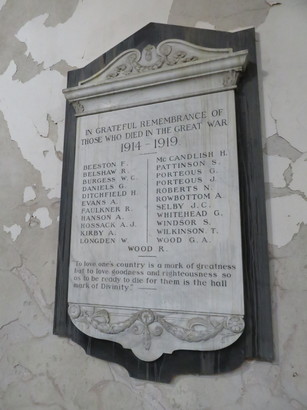 IN GRATEFUL REMEMBRANCE OF
THOSE WHO DIED IN THE GREAT WAR
1914-1919
BEESTON F.
BELSHAW R.
BURGESS W. C.
DANIELS G.
DITCHFIELD H.
EVANS A.
FAULKNER R.
HANSON A.
HOSSACK A. J.
KIRBY A.
LONGDEN W.
McCANDLISH H.
PATTINSON S.
PORTEOUS G.
PORTEOUS J.
ROBERTS N.
ROWBOTTOM A.
SELBY J. C.
WHITEHEAD G.
WINDSOR S.
WILKINSON T.
WOOD G. A.
WOOD R.
"To love one's country is a mark of greatness
but to love goodness and righteousness so
as to be ready to die for them is the hall
mark of Divinity."